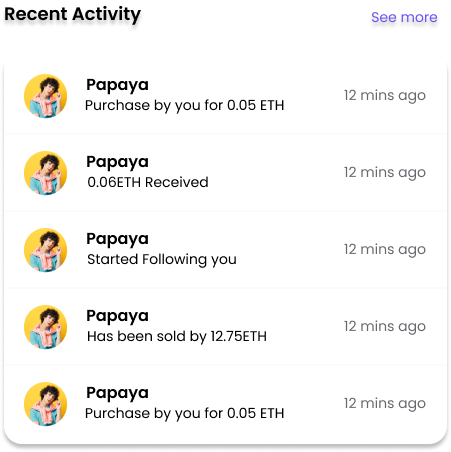 Recent Activity
See more
Papaya
Purchase by you for 0.05 ETH
12 mins ago
Papaya
0.06ETH Received
12 mins ago
Papaya
Started Following you
12 mins ago
Papaya
Has been sold by 12.75ETH
12 mins ago
Papaya
Purchase by you for 0.05 ETH
12 mins ago